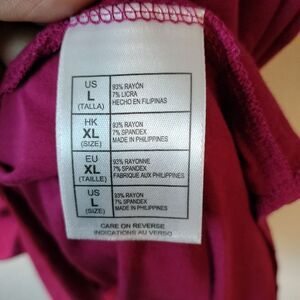 US
L
(TALLA)
93% RAYÓN
7% LICRA
HECHO EN FILIPINAS
HK
XL
(SIZE)
93% RAYON
7% SPANDEX
MADE IN PHILIPPINES
EU
XL
(TAILLE)
93% RAYONNE
7% SPANDEX
FABRIQUE AUX PHILIPPINES
US
L
(SIZE)
93% RAYON
7% SPANDEX
MADE IN PHILIPPINES
CARE ON REVERSE
INDICATIONS AU VERSO